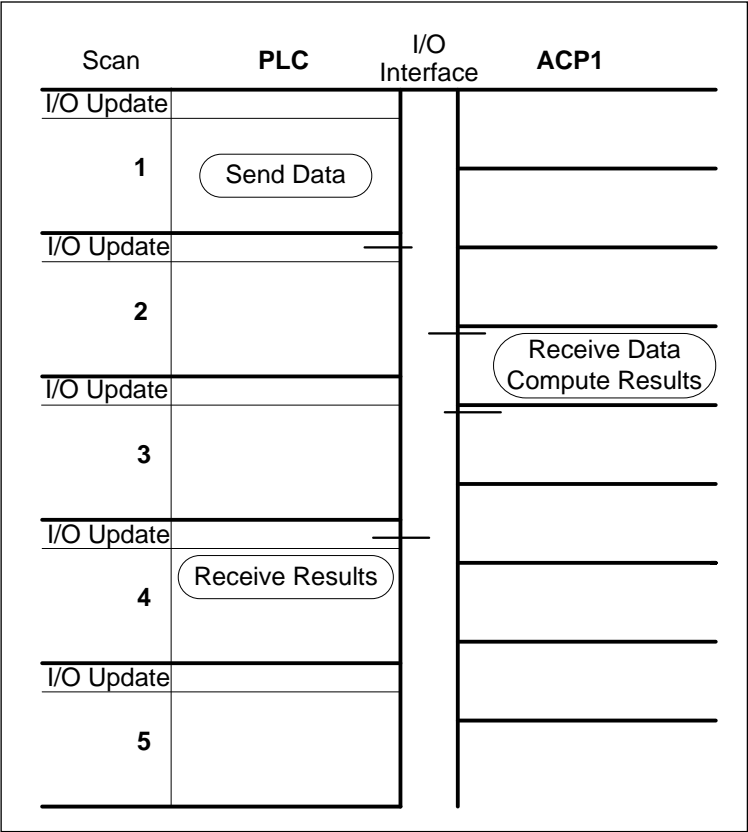 Scan PLC I/O Interface ACP1
I/O Update
1 Send Data
I/O Update
2
Receive Data
Compute Results
I/O Update
3
I/O Update
Receive Results
4
I/O Update
5